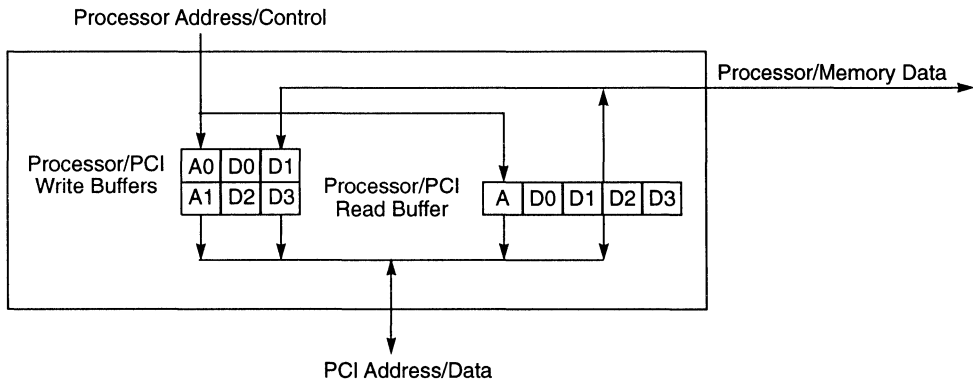 Processor Address/Control
Processor/Memory Data
Processor/PCI
Write Buffers
A0 D0 D1
A1 D2 D3
Processor/PCI
Read Buffer
A D0 D1 D2 D3
PCI Address/Data